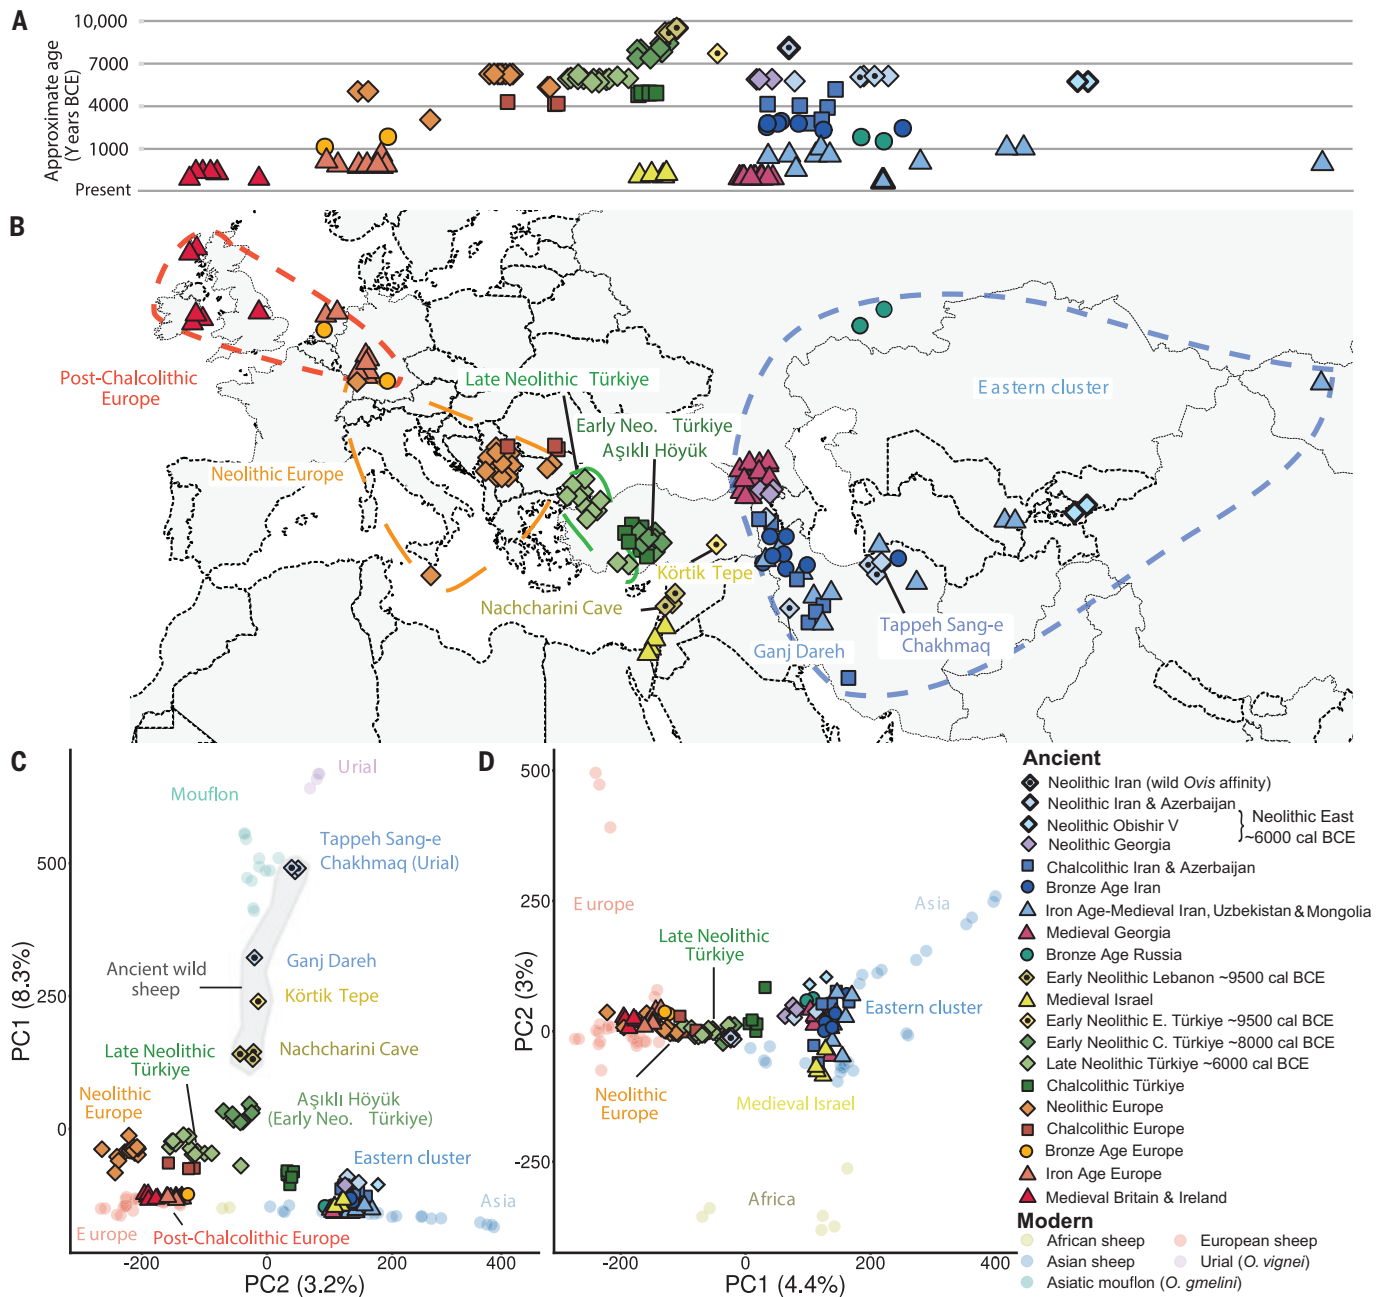 A
Approximate age
(Years BCE)
10,000
7000
4000
1000
Present
B
Post-Chalcolithic
Europe
Late Neolithic Türkiye
Early Neo. Türkiye
Aşıklı Höyük
Eastern cluster
Neolithic Europe
Körtik Tepe
Nachcharini Cave
Ganj Dareh
Tappeh Sang-e
Chakhmaq
C
PC1 (8.3%)
500
250
0
Urial
Mouflon
Tappeh Sang-e
Chakhmaq (Urial)
Ancient wild
sheep
Ganj Dareh
Körtik Tepe
Nachcharini Cave
Late Neolithic
Türkiye
Neolithic
Europe
Aşıklı Höyük
(Early Neo. Türkiye)
Eastern cluster
Asia
Europe
Post-Chalcolithic Europe
-200
0
200
400
PC2 (3.2%)
D
PC2 (3%)
500
250
0
-250
Europe
Asia
Late Neolithic
Türkiye
Eastern cluster
Neolithic
Europe
Medieval Israel
Africa
-200
0
200
400
PC1 (4.4%)
Ancient
Neolithic Iran (wild Ovis affinity)
Neolithic Iran & Azerbaijan
Neolithic Obishir V
Neolithic Georgia
Neolithic East
~6000 cal BCE
Chalcolithic Iran & Azerbaijan
Bronze Age Iran
Iron Age-Medieval Iran, Uzbekistan & Mongolia
Medieval Georgia
Bronze Age Russia
Early Neolithic Lebanon ~9500 cal BCE
Medieval Israel
Early Neolithic E. Türkiye ~9500 cal BCE
Early Neolithic C. Türkiye ~8000 cal BCE
Late Neolithic Türkiye ~6000 cal BCE
Chalcolithic Türkiye
Neolithic Europe
Chalcolithic Europe
Bronze Age Europe
Iron Age Europe
Medieval Britain & Ireland
Modern
African sheep
European sheep
Asian sheep
Urial (O. vignei)
Asiatic mouflon (O. gmelini)